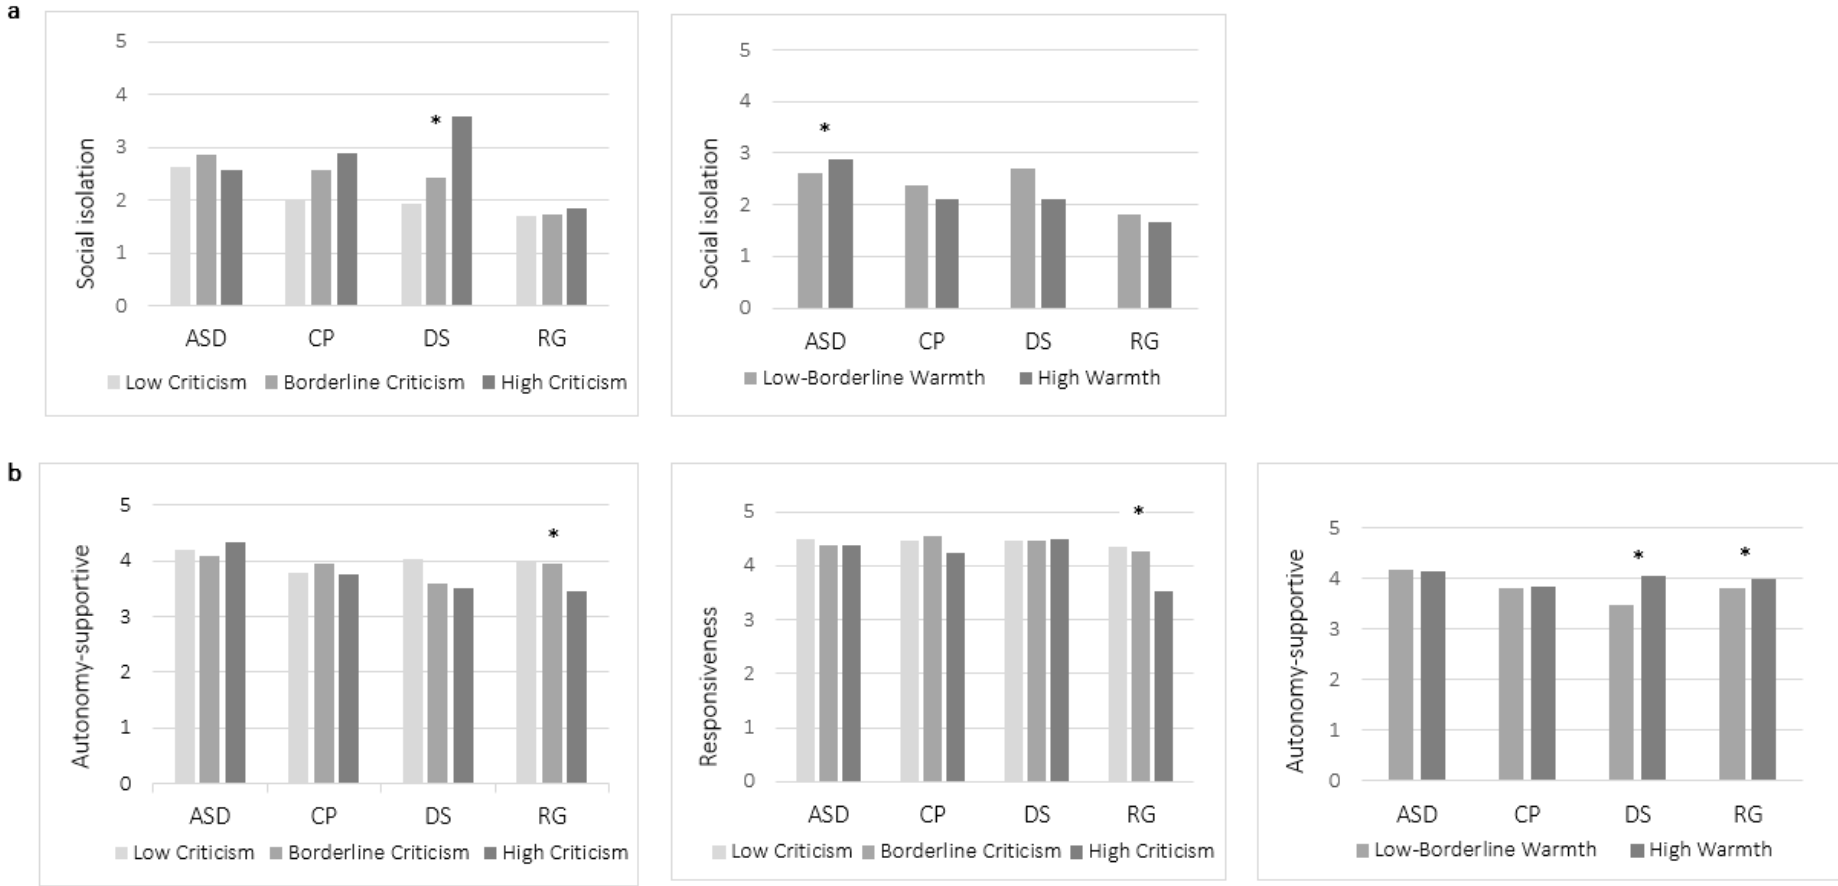 a
Social isolation
5
4
3
2
1
0
*
ASD CP DS RG
Low Criticism Borderline Criticism High Criticism
Social isolation
5
4
3
2
1
0
*
ASD CP DS RG
Low-Borderline Warmth High Warmth
b
Autonomy-supportive
5
4
3
2
1
0
*
ASD CP DS RG
Low Criticism Borderline Criticism High Criticism
Responsiveness
5
4
3
2
1
0
*
ASD CP DS RG
Low Criticism Borderline Criticism High Criticism
Autonomy-supportive
5
4
3
2
1
0
* *
ASD CP DS RG
Low-Borderline Warmth High Warmth